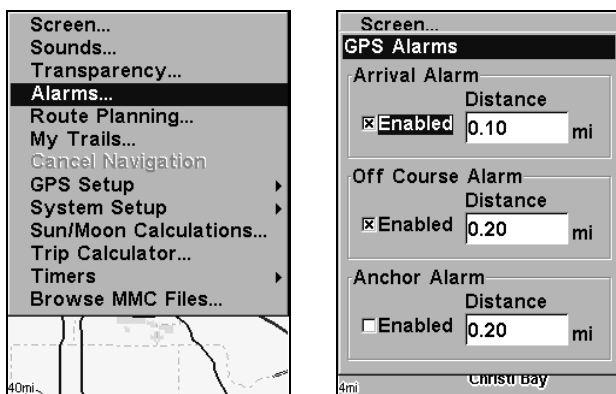 Screen...
Sounds...
Transparency...
Alarms...
Route Planning...
My Trails...
Cancel Navigation
GPS Setup
System Setup
Sun/Moon Calculations...
Trip Calculator...
Timers
Browse MMC Files...
40mi
Screen...
GPS Alarms
Arrival Alarm
Distance
Enabled 0.10 mi
Off Course Alarm
Distance
Enabled 0.20 mi
Anchor Alarm
Distance
Enabled 0.20 mi
4mi
Christi Bay